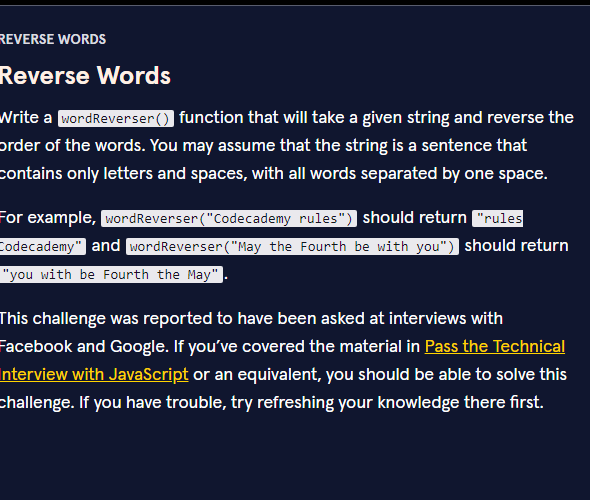 REVERSE WORDS
Reverse Words
Write a wordReverser() function that will take a given string and reverse the
order of the words. You may assume that the string is a sentence that
contains only letters and spaces, with all words separated by one space.
For example, wordReverser("Codecademy rules") should return "rules
Codecademy" and wordReverser("May the Fourth be with you") should return
"you with be Fourth the May".
This challenge was reported to have been asked at interviews with
Facebook and Google. If you’ve covered the material in Pass the Technical
Interview with JavaScript or an equivalent, you should be able to solve this
challenge. If you have trouble, try refreshing your knowledge there first.